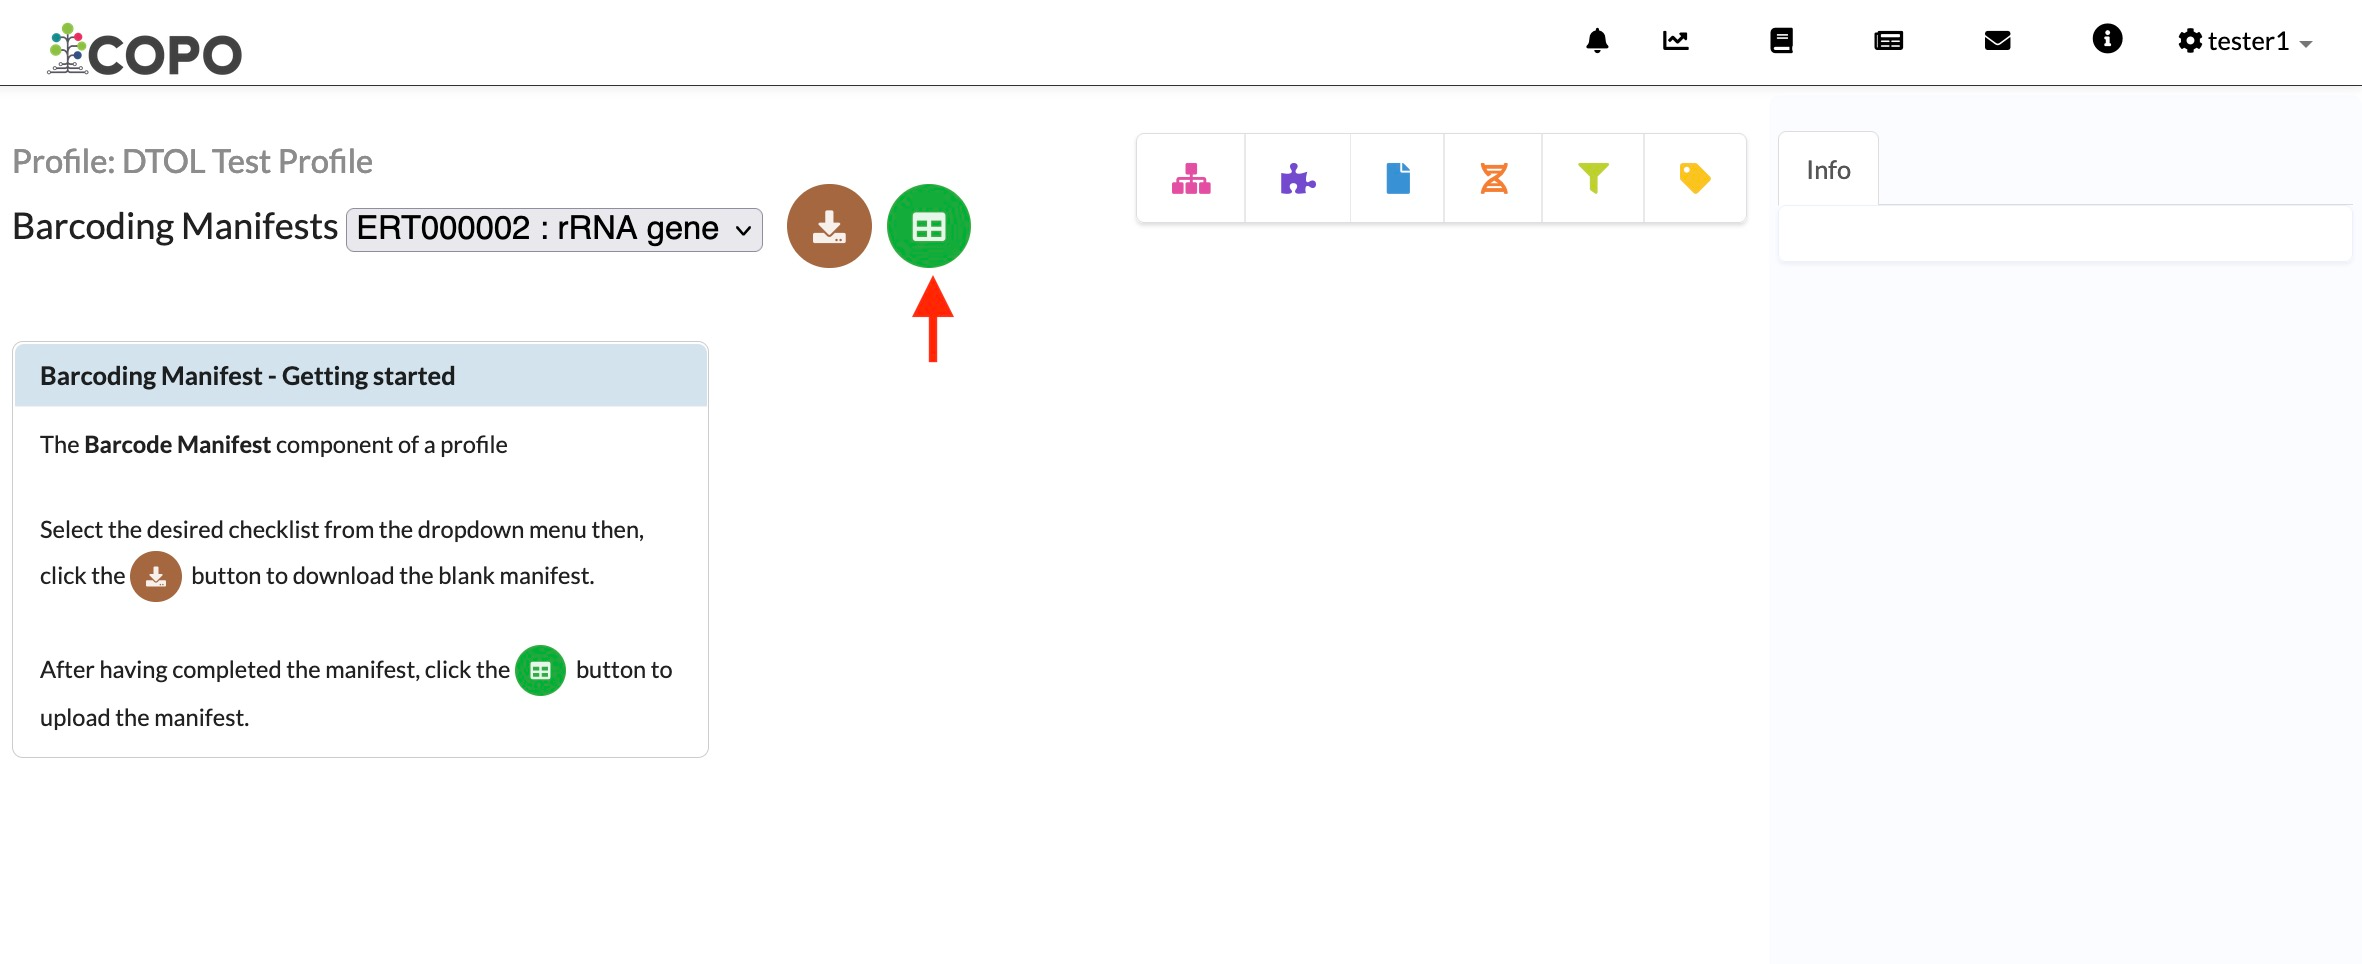 COPO
tester1
Profile: DTOL Test Profile
Barcoding Manifests ERT000002 : rRNA gene
Info
Barcoding Manifest - Getting started
The Barcode Manifest component of a profile
Select the desired checklist from the dropdown menu then,
click the button to download the blank manifest.
After having completed the manifest, click the button to
upload the manifest.